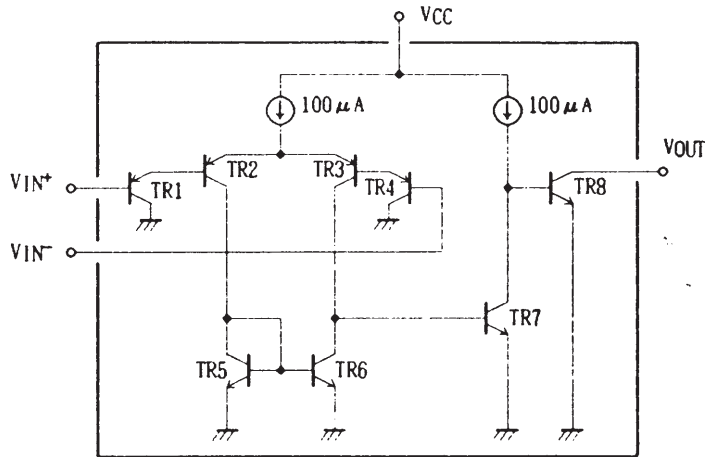 VCC
100μA
100μA
VIN+
TR1
TR2
TR3
TR4
TR8
VOUT
VIN-
TR7
TR5
TR6